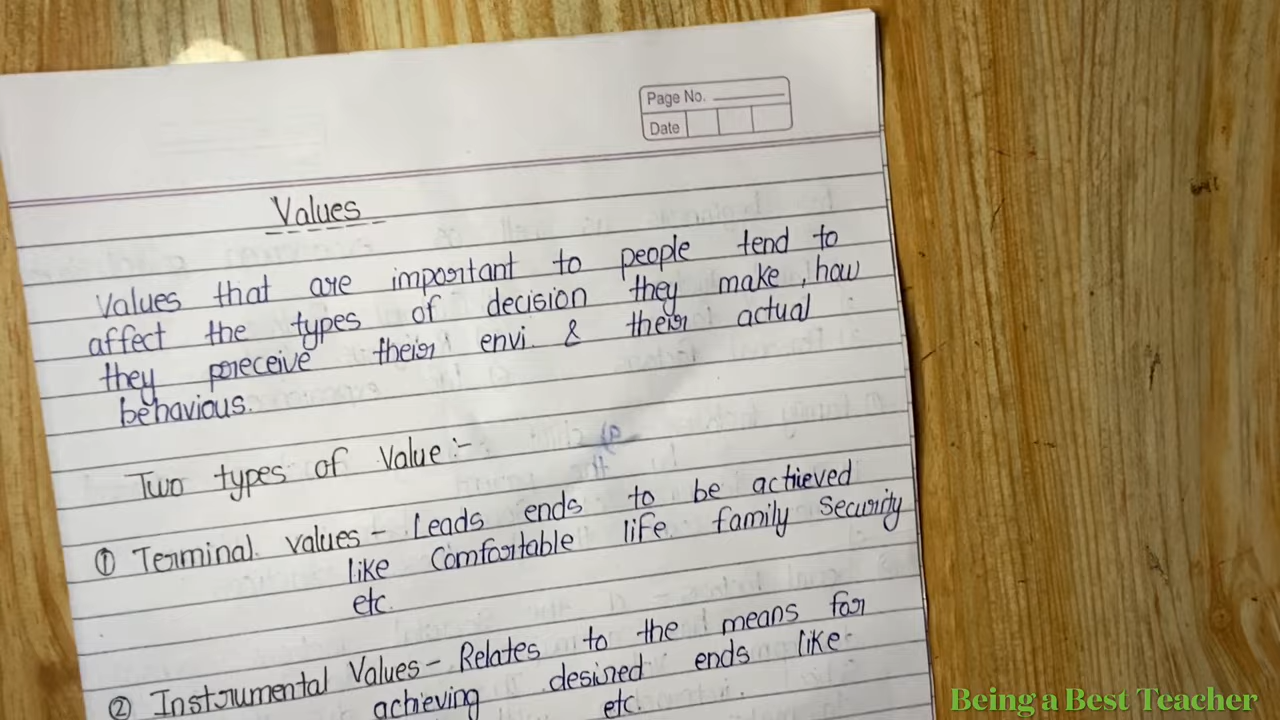 Page No.
Date
Values
Values that are important to people tend to
affect the types of decision they make, how
they perceive their envi. & their actual
behavious.
Two types of Value :-
① Terminal values - Leads ends to be achieved
like Comfortable life family Security
etc.
② Instrumental Values - Relates to the means for
achieving desired ends like
etc.
Being a Best Teacher